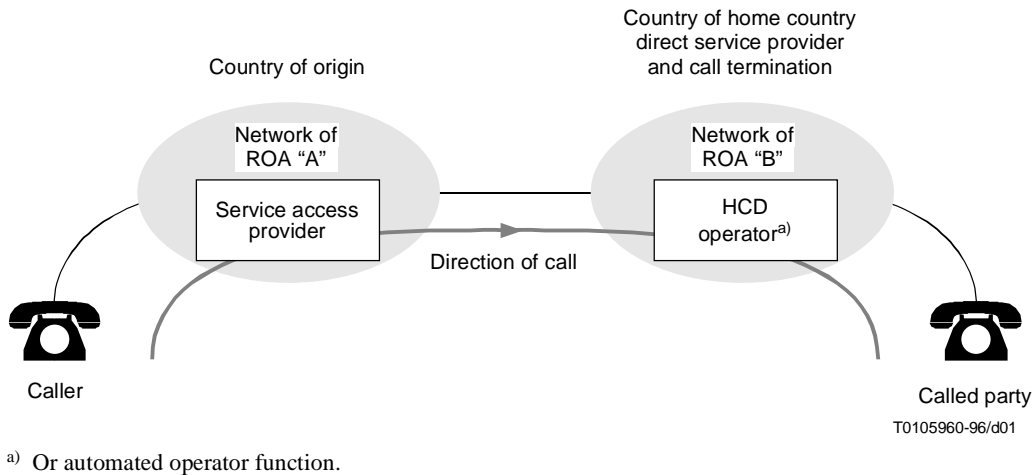 Country of origin
Country of home country
direct service provider
and call termination
Network of
ROA “A”
Network of
ROA “B”
Service access
provider
HCD
operatorᵃ⁾
Direction of call
Caller
Called party
T0105960-96/d01
ᵃ⁾ Or automated operator function.